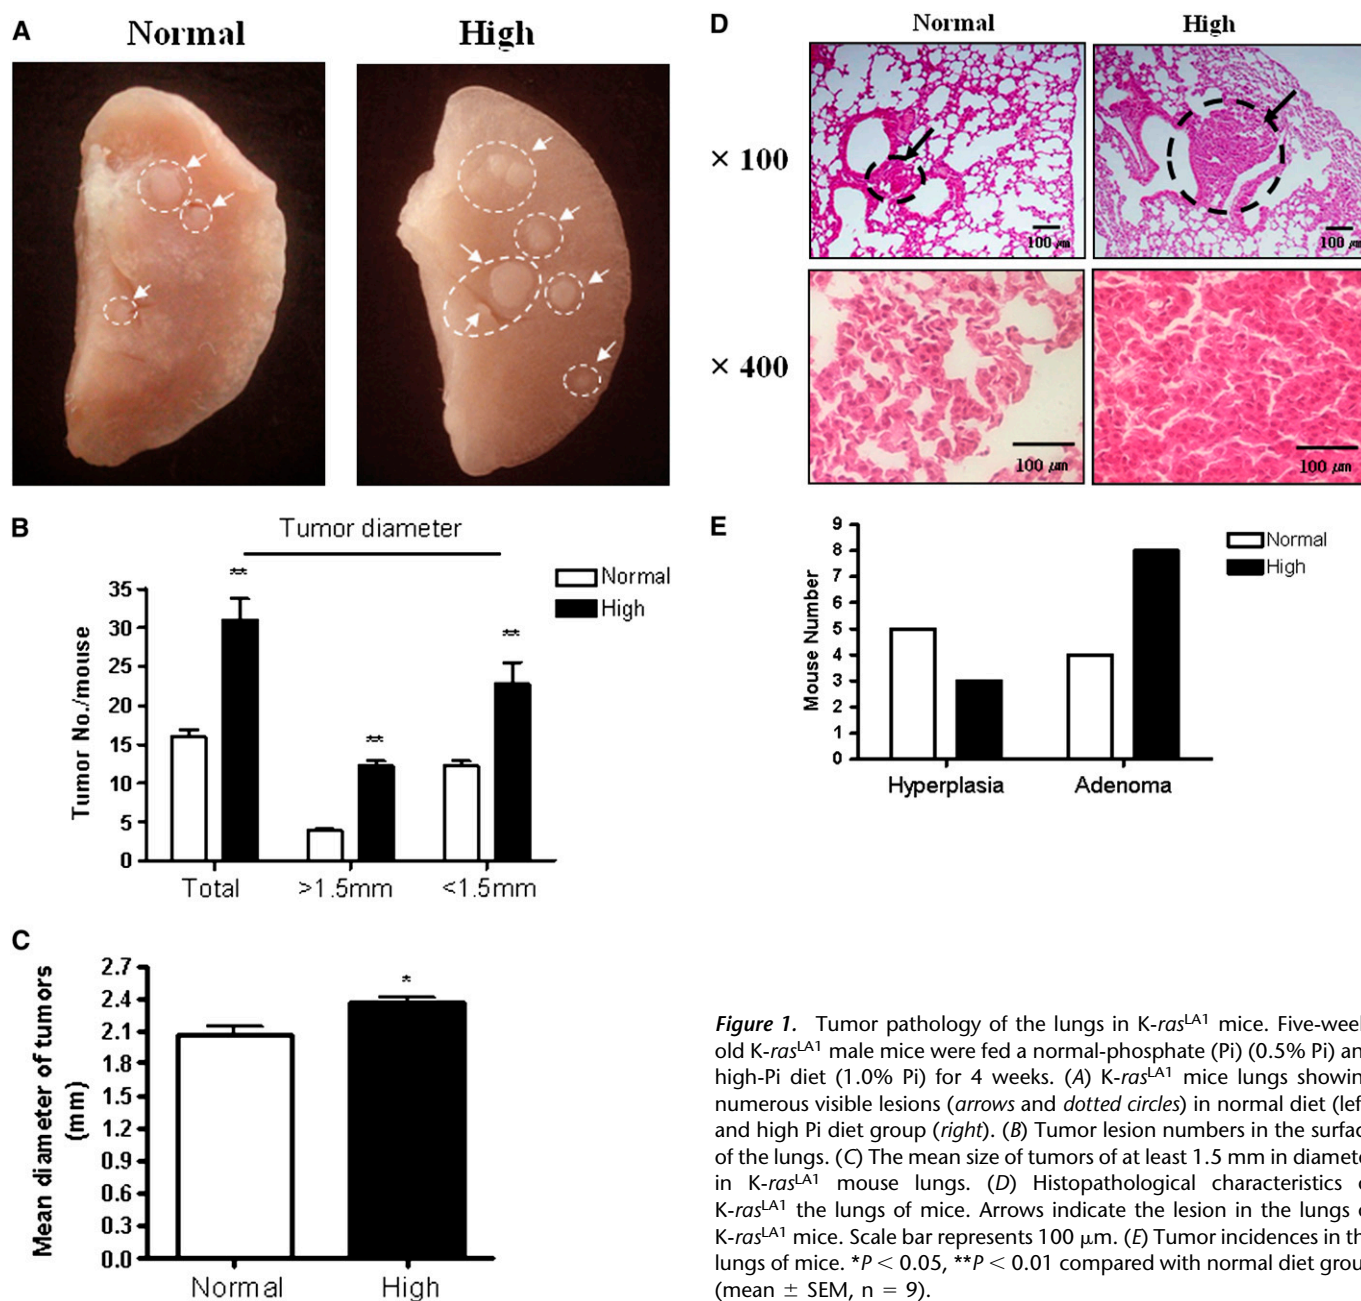 A
Normal
High
B
Tumor diameter
Tumor No./mouse
35
30
25
20
15
10
5
0
**
**
**
Normal
High
Total
>1.5mm
<1.5mm
C
Mean diameter of tumors
(mm)
2.7
2.4
2.1
1.8
1.5
1.2
0.9
0.6
0.3
0.0
*
Normal
High
D
Normal
High
× 100
100 µm
100 µm
× 400
100 µm
100 µm
E
Mouse Number
9
8
7
6
5
4
3
2
1
0
Normal
High
Hyperplasia
Adenoma
Figure 1. Tumor pathology of the lungs in K-rasLA1 mice. Five-week
old K-rasLA1 male mice were fed a normal-phosphate (Pi) (0.5% Pi) an
high-Pi diet (1.0% Pi) for 4 weeks. (A) K-rasLA1 mice lungs showin
numerous visible lesions (arrows and dotted circles) in normal diet (lef
and high Pi diet group (right). (B) Tumor lesion numbers in the surfac
of the lungs. (C) The mean size of tumors of at least 1.5 mm in diamete
in K-rasLA1 mouse lungs. (D) Histopathological characteristics o
K-rasLA1 the lungs of mice. Arrows indicate the lesion in the lungs o
K-rasLA1 mice. Scale bar represents 100 µm. (E) Tumor incidences in th
lungs of mice. *P < 0.05, **P < 0.01 compared with normal diet grou
(mean ± SEM, n = 9).